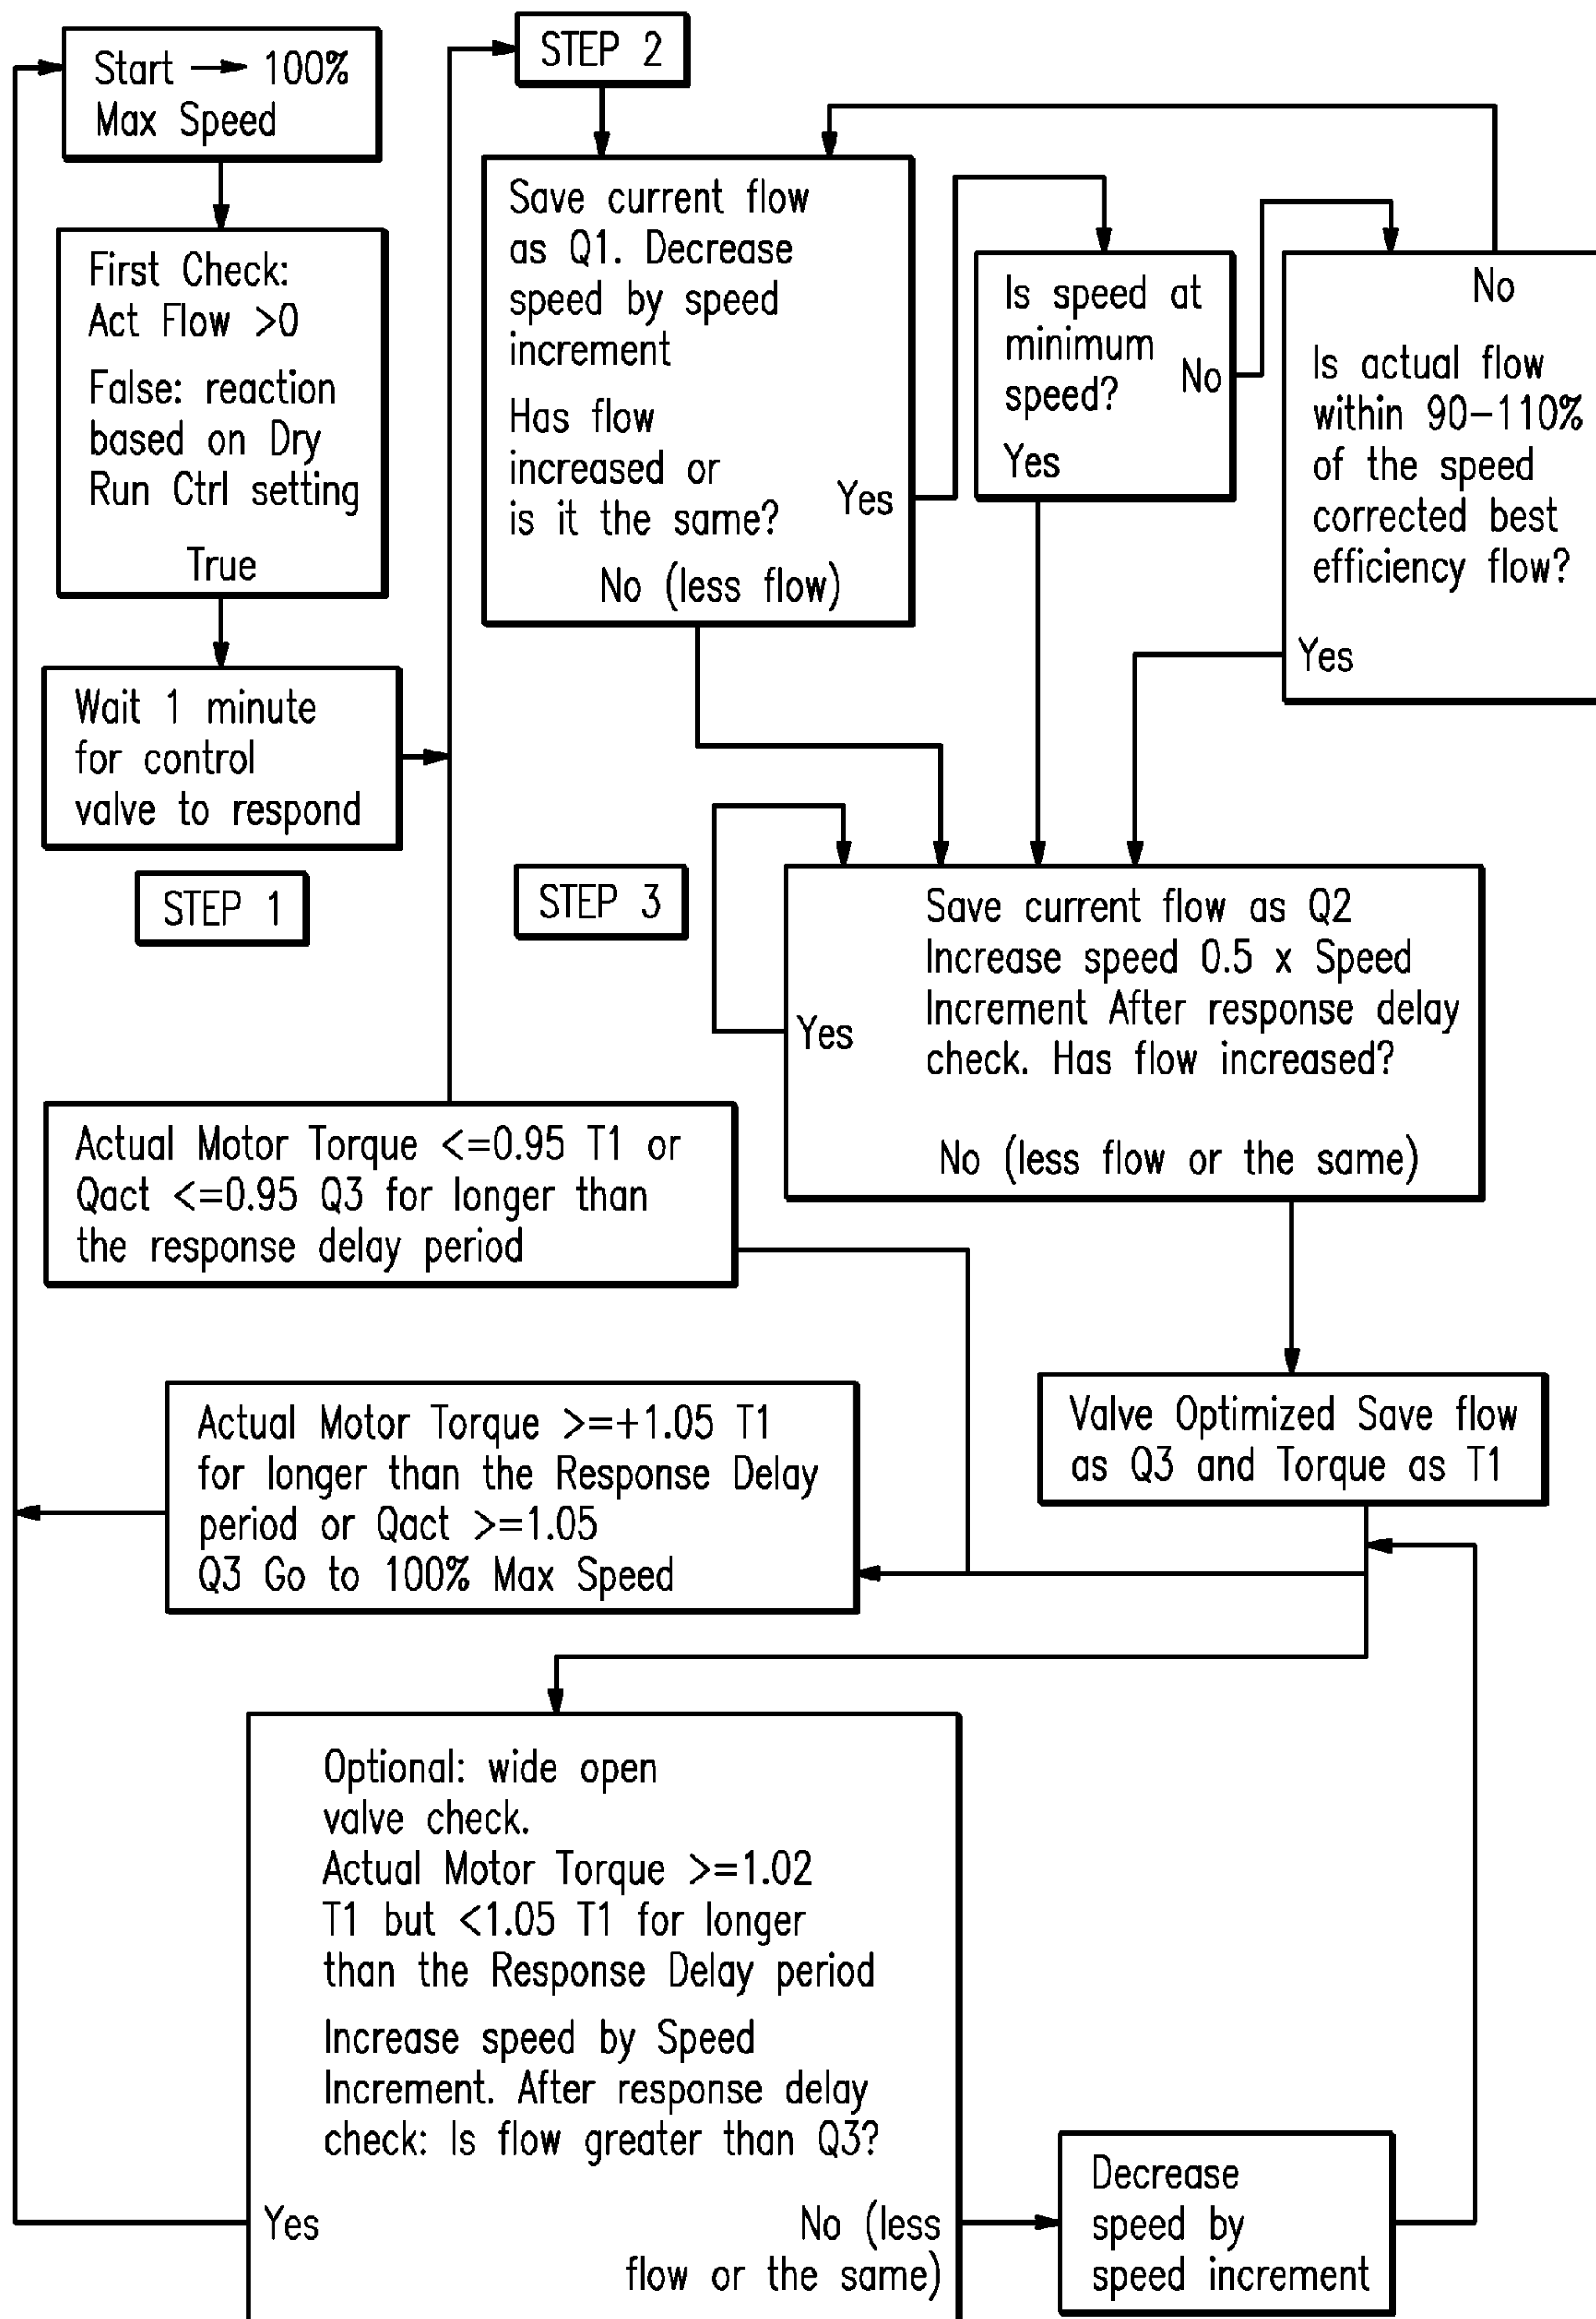 Start → 100%
Max Speed
First Check:
Act Flow >0
False: reaction
based on Dry
Run Ctrl setting
True
Wait 1 minute
for control
valve to respond
STEP 1
STEP 2
Save current flow
as Q1. Decrease
speed by speed
increment
Has flow
increased or
is it the same?
Yes
No (less flow)
Is speed at
minimum
speed?
No
Yes
No
Is actual flow
within 90-110%
of the speed
corrected best
efficiency flow?
Yes
STEP 3
Save current flow as Q2
Increase speed 0.5 x Speed
Increment After response delay
check. Has flow increased?
Yes
No (less flow or the same)
Actual Motor Torque <=0.95 T1 or
Qact <=0.95 Q3 for longer than
the response delay period
Valve Optimized Save flow
as Q3 and Torque as T1
Actual Motor Torque >=+1.05 T1
for longer than the Response Delay
period or Qact >=1.05
Q3 Go to 100% Max Speed
Optional: wide open
valve check.
Actual Motor Torque >=1.02
T1 but <1.05 T1 for longer
than the Response Delay period
Increase speed by Speed
Increment. After response delay
check: Is flow greater than Q3?
Yes
No (less
flow or the same)
Decrease
speed by
speed increment